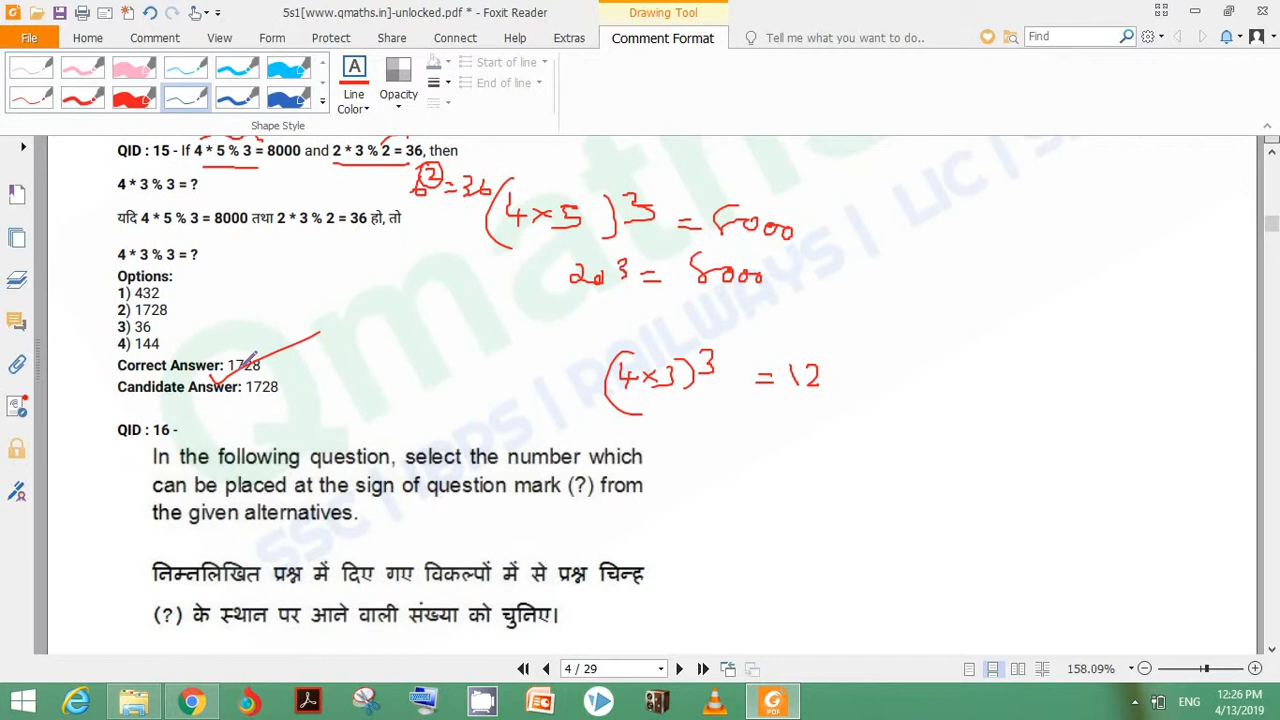 5s1[www.qmaths.in]-unlocked.pdf * - Foxit Reader
Drawing Tool
File Home Comment View Form Protect Share Connect Help Extras Comment Format Tell me what you want to do.. Find
Start of line
End of line
Line Color Opacity
Shape Style
QID : 15 - If 4 * 5 % 3 = 8000 and 2 * 3 % 2 = 36, then
4 * 3 % 3 = ?
6² = 36
(4×5)³ = 8000
यदि 4 * 5 % 3 = 8000 तथा 2 * 3 % 2 = 36 हो, तो
4 * 3 % 3 = ?
20³ = 8000
Options:
1) 432
2) 1728
3) 36
4) 144
Correct Answer: 1728
(4×3)³ = 12
Candidate Answer: 1728
QID : 16 -
In the following question, select the number which
can be placed at the sign of question mark (?) from
the given alternatives.
निम्नलिखित प्रश्न में दिए गए विकल्पों में से प्रश्न चिन्ह
(?) के स्थान पर आने वाली संख्या को चुनिए।
Qmaths
SSC | IBPS | RAILWAYS | LIC |
4 / 29
158.09%
ENG
12:26 PM
4/13/2019